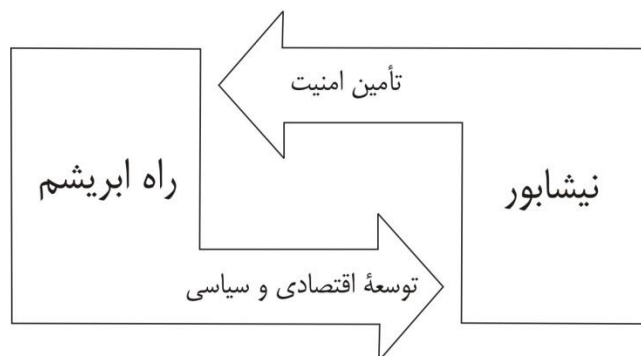 تأمین امنیت
نیشابور
راه ابریشم
توسعهٔ اقتصادی و سیاسی